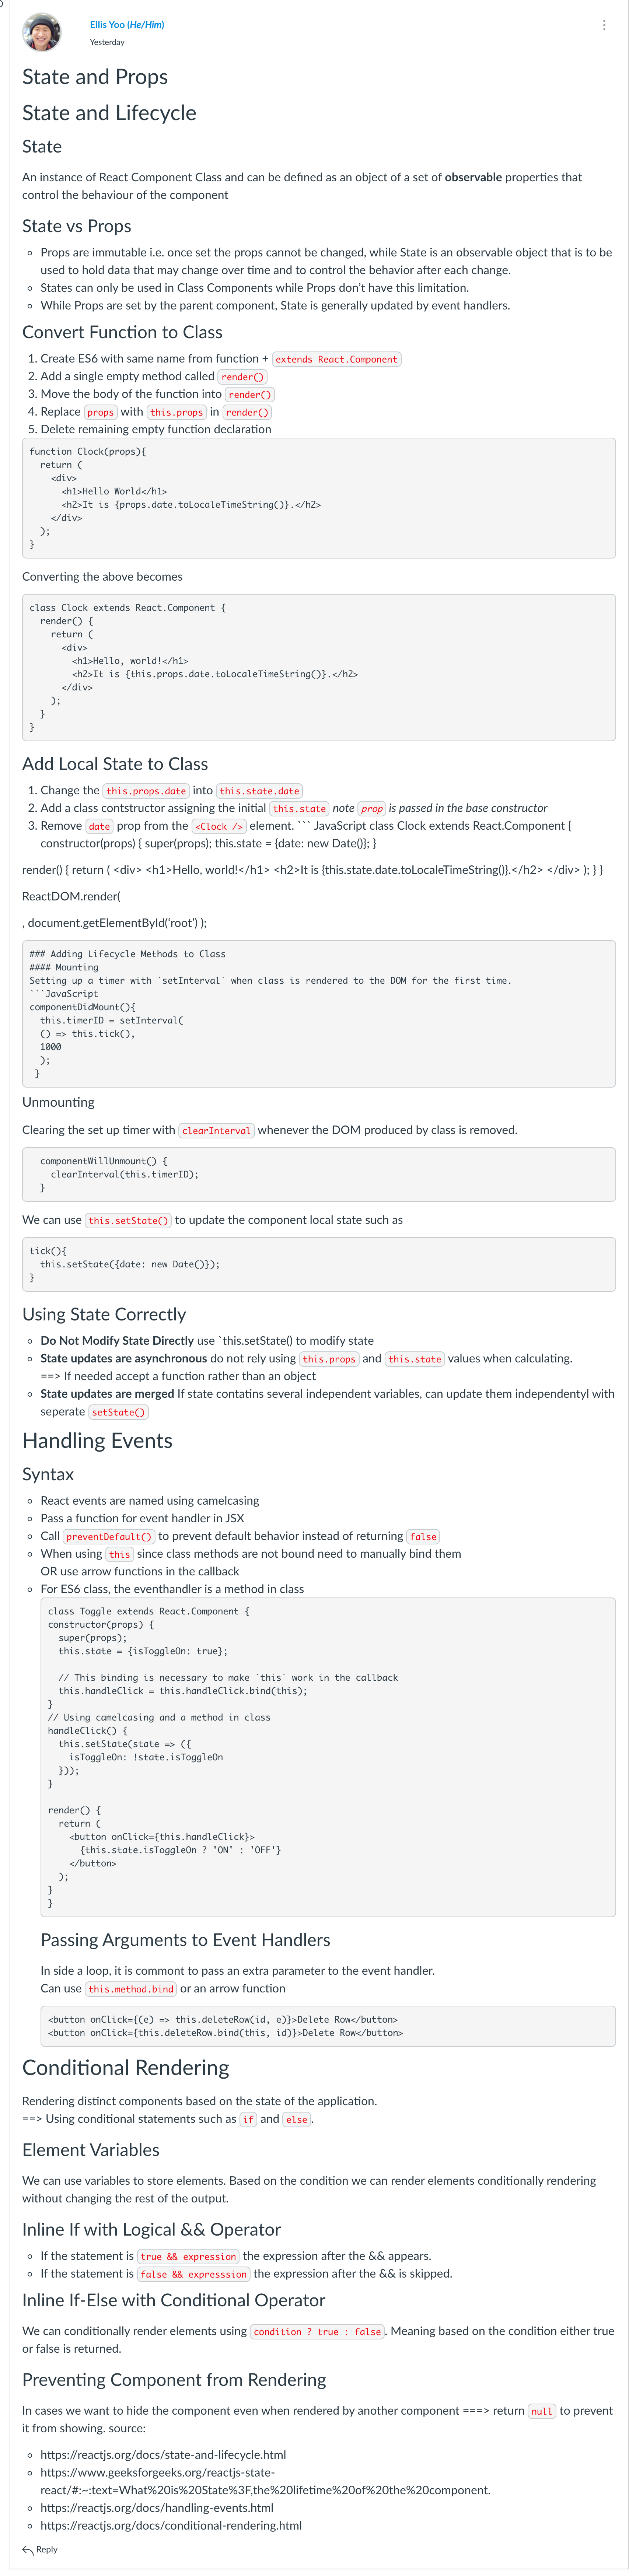 Ellis Yoo (He/Him)
Yesterday
State and Props
State and Lifecycle
State
An instance of React Component Class and can be defined as an object of a set of observable properties that
control the behaviour of the component
State vs Props
Props are immutable i.e. once set the props cannot be changed, while State is an observable object that is to be
used to hold data that may change over time and to control the behavior after each change.
States can only be used in Class Components while Props don't have this limitation.
While Props are set by the parent component, State is generally updated by event handlers.
Convert Function to Class
1. Create ES6 with same name from function + extends React.Component
2. Add a single empty method called render()
3. Move the body of the function into render()
4. Replace props with this.props in render()
5. Delete remaining empty function declaration
function Clock(props){
  return (
    <div>
      <h1>Hello World</h1>
      <h2>It is {props.date.toLocaleTimeString()}.</h2>
    </div>
  );
}
Converting the above becomes
class Clock extends React.Component {
  render() {
    return (
      <div>
        <h1>Hello, world!</h1>
        <h2>It is {this.props.date.toLocaleTimeString()}.</h2>
      </div>
    );
  }
}
Add Local State to Class
1. Change the this.props.date into this.state.date
2. Add a class contstructor assigning the initial this.state note prop is passed in the base constructor
3. Remove date prop from the <Clock /> element. ``` JavaScript class Clock extends React.Component {
constructor(props) { super(props); this.state = {date: new Date()}; }
render() { return ( <div> <h1>Hello, world!</h1> <h2>It is {this.state.date.toLocaleTimeString()}.</h2> </div> ); } }
ReactDOM.render(
, document.getElementById('root') );
### Adding Lifecycle Methods to Class
#### Mounting
Setting up a timer with `setInterval` when class is rendered to the DOM for the first time.
```JavaScript
componentDidMount(){
  this.timerID = setInterval(
  () => this.tick(),
  1000
  );
 }
Unmounting
Clearing the set up timer with clearInterval whenever the DOM produced by class is removed.
  componentWillUnmount() {
    clearInterval(this.timerID);
  }
We can use this.setState() to update the component local state such as
tick(){
  this.setState({date: new Date()});
}
Using State Correctly
Do Not Modify State Directly use `this.setState() to modify state
State updates are asynchronous do not rely using this.props and this.state values when calculating.
==> If needed accept a function rather than an object
State updates are merged If state contatins several independent variables, can update them independentyl with
seperate setState()
Handling Events
Syntax
React events are named using camelcasing
Pass a function for event handler in JSX
Call preventDefault() to prevent default behavior instead of returning false
When using this since class methods are not bound need to manually bind them
OR use arrow functions in the callback
For ES6 class, the eventhandler is a method in class
class Toggle extends React.Component {
constructor(props) {
  super(props);
  this.state = {isToggleOn: true};
  // This binding is necessary to make `this` work in the callback
  this.handleClick = this.handleClick.bind(this);
}
// Using camelcasing and a method in class
handleClick() {
  this.setState(state => ({
    isToggleOn: !state.isToggleOn
  }));
}
render() {
  return (
    <button onClick={this.handleClick}>
      {this.state.isToggleOn ? 'ON' : 'OFF'}
    </button>
  );
}
}
Passing Arguments to Event Handlers
In side a loop, it is commont to pass an extra parameter to the event handler.
Can use this.method.bind or an arrow function
<button onClick={(e) => this.deleteRow(id, e)}>Delete Row</button>
<button onClick={this.deleteRow.bind(this, id)}>Delete Row</button>
Conditional Rendering
Rendering distinct components based on the state of the application.
==> Using conditional statements such as if and else.
Element Variables
We can use variables to store elements. Based on the condition we can render elements conditionally rendering
without changing the rest of the output.
Inline If with Logical && Operator
If the statement is true && expression the expression after the && appears.
If the statement is false && expresssion the expression after the && is skipped.
Inline If-Else with Conditional Operator
We can conditionally render elements using condition ? true : false. Meaning based on the condition either true
or false is returned.
Preventing Component from Rendering
In cases we want to hide the component even when rendered by another component ===> return null to prevent
it from showing. source:
https://reactjs.org/docs/state-and-lifecycle.html
https://www.geeksforgeeks.org/reactjs-state-
react/#:~:text=What%20is%20State%3F,the%20lifetime%20of%20the%20component.
https://reactjs.org/docs/handling-events.html
https://reactjs.org/docs/conditional-rendering.html
Reply